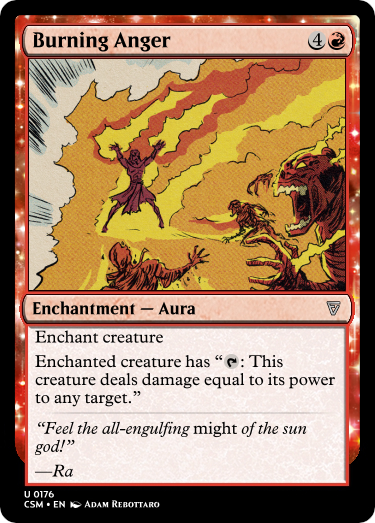 Burning Anger 4
Enchantment — Aura
Enchant creature
Enchanted creature has “: This
creature deals damage equal to its power
to any target.”
“Feel the all-engulfing might of the sun
god!”
—Ra
U 0176
CSM • EN Adam Rebottaro